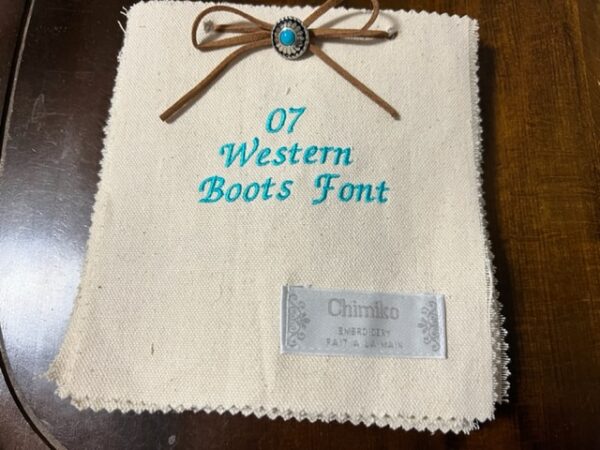 07
Western
Boots Font
Chimiko
EMBROIDERY
FAIT A LA MAIN